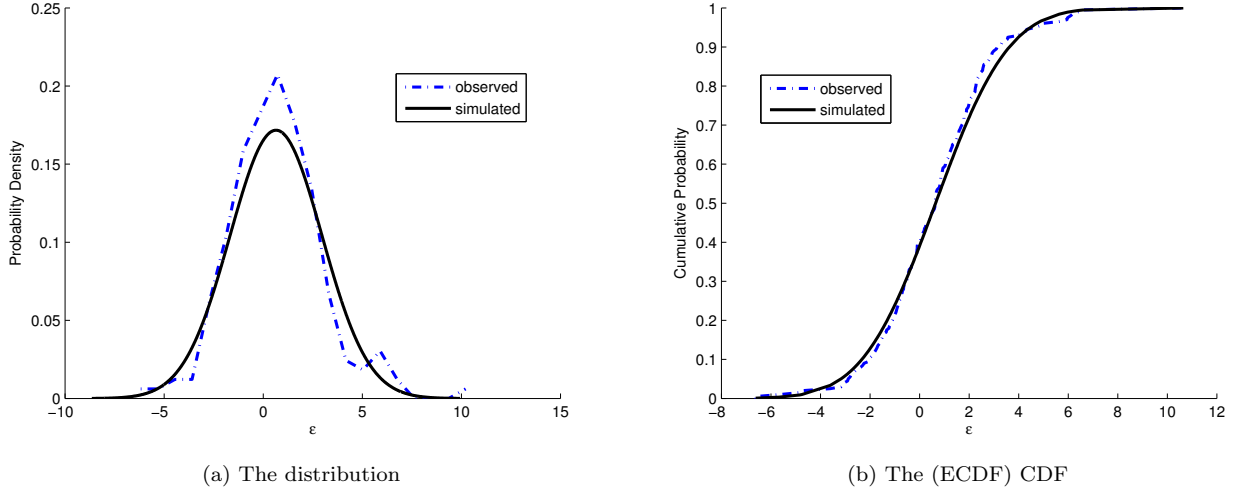 0.25
0.2
0.15
0.1
0.05
0
Probability Density
observed
simulated
−10 −5 0 5 10 15
ε
(a) The distribution
1
0.9
0.8
0.7
0.6
0.5
0.4
0.3
0.2
0.1
0
Cumulative Probability
observed
simulated
−8 −6 −4 −2 0 2 4 6 8 10 12
ε
(b) The (ECDF) CDF